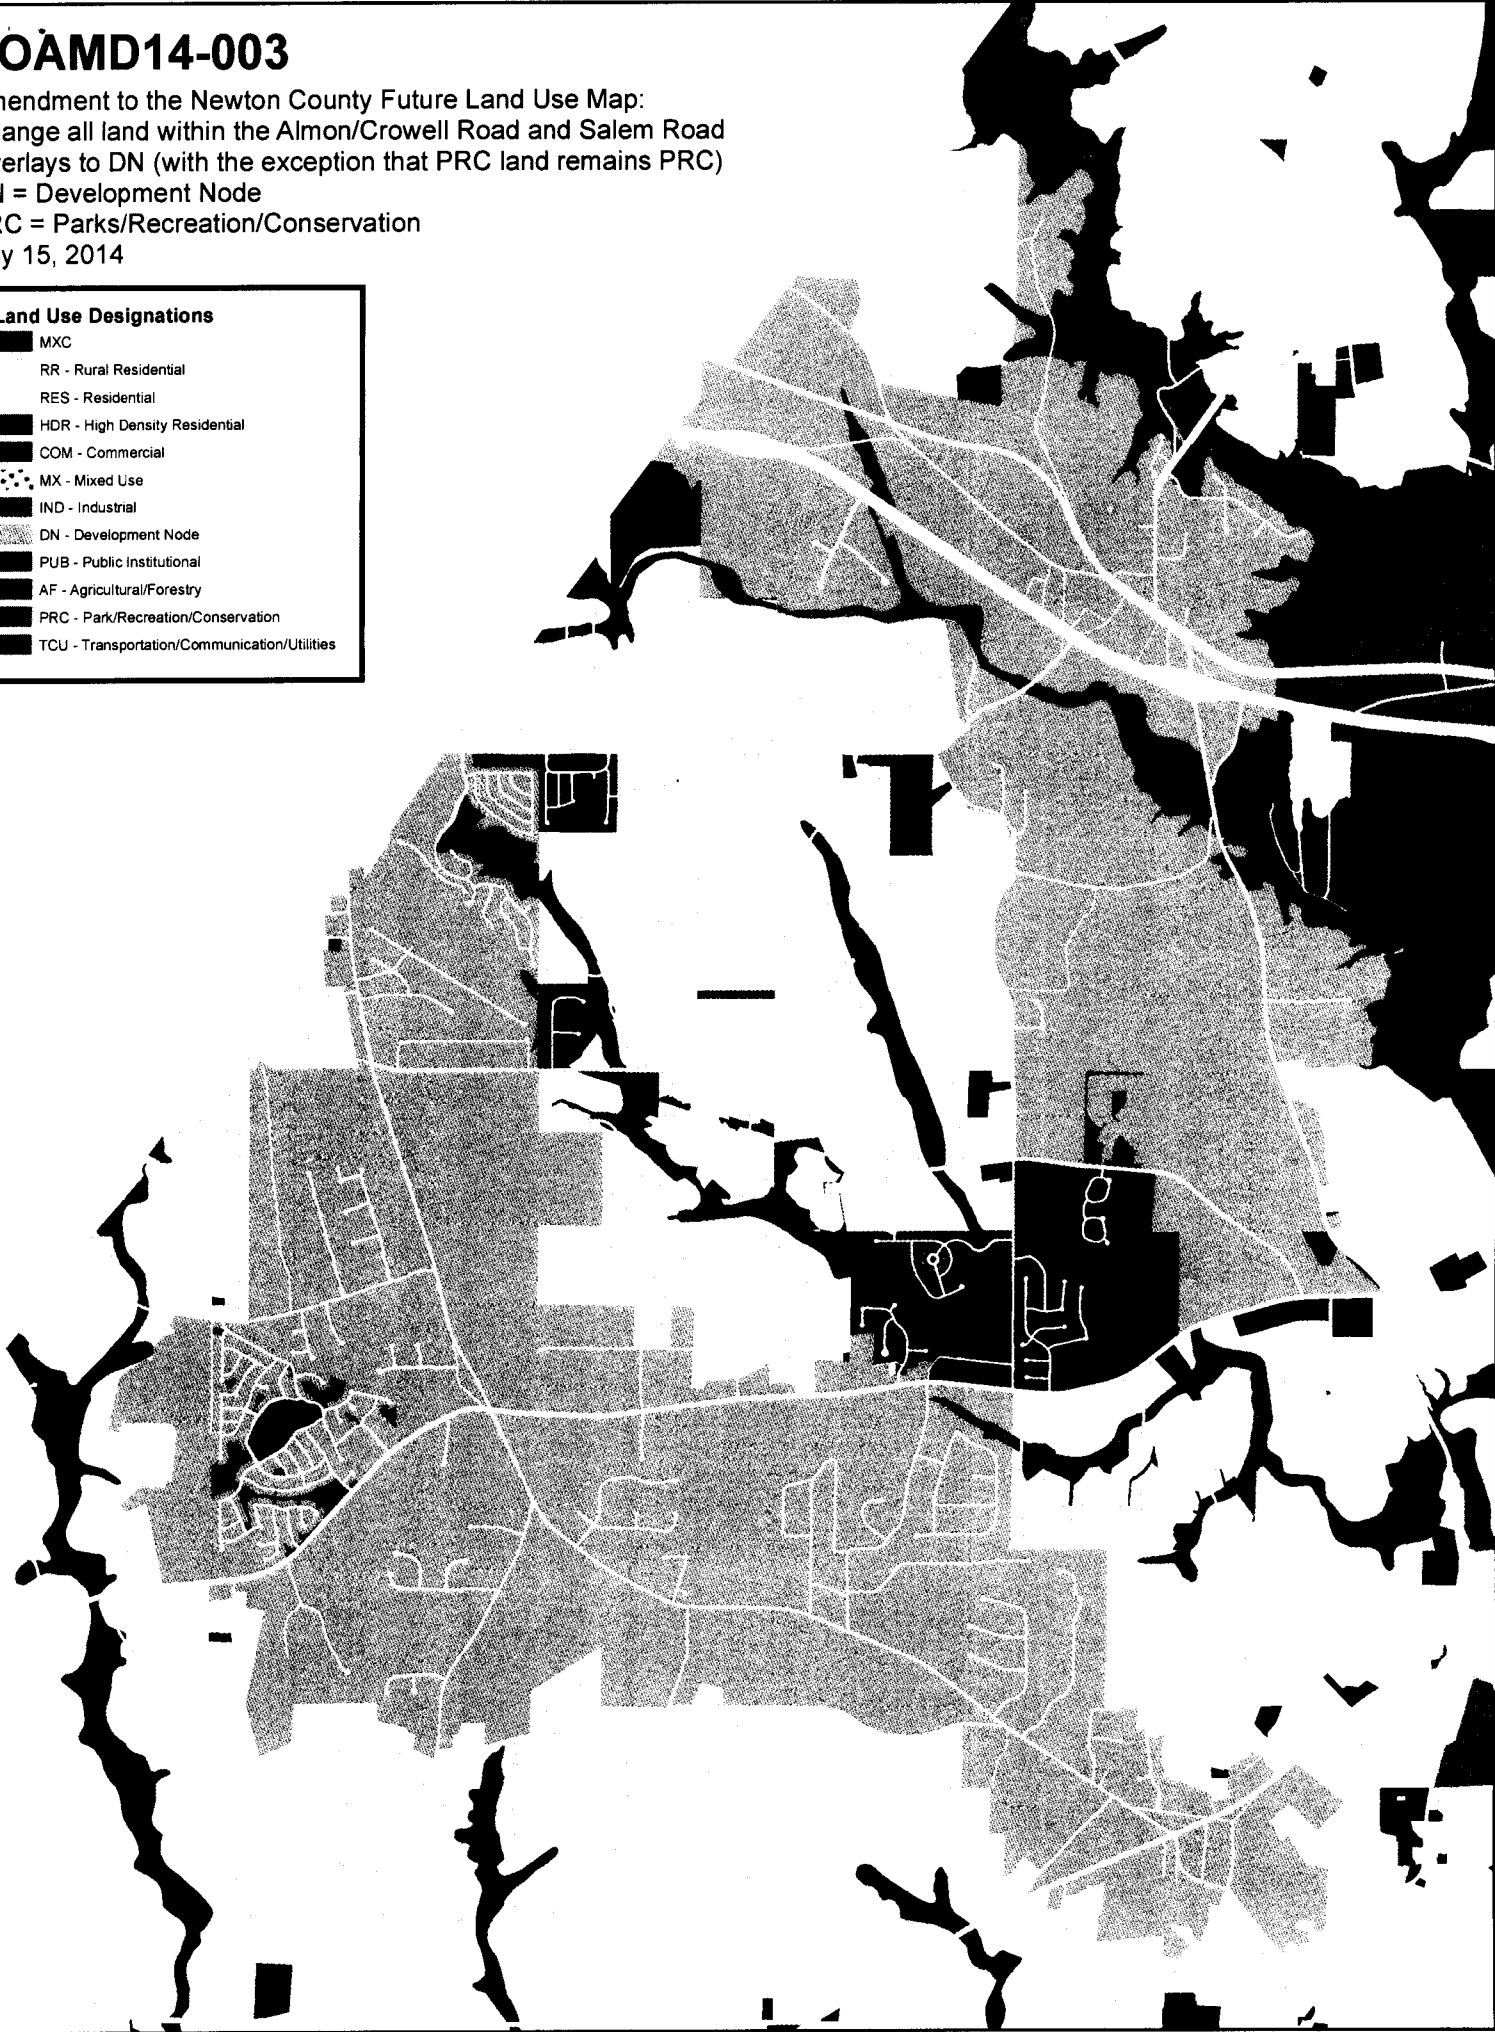 OAMD14-003
nendment to the Newton County Future Land Use Map:
ange all land within the Almon/Crowell Road and Salem Road
erlays to DN (with the exception that PRC land remains PRC)
= Development Node
C = Parks/Recreation/Conservation
y 15, 2014
Land Use Designations
MXC
RR - Rural Residential
RES - Residential
HDR - High Density Residential
COM - Commercial
MX - Mixed Use
IND - Industrial
DN - Development Node
PUB - Public Institutional
AF - Agricultural/Forestry
PRC - Park/Recreation/Conservation
TCU - Transportation/Communication/Utilities